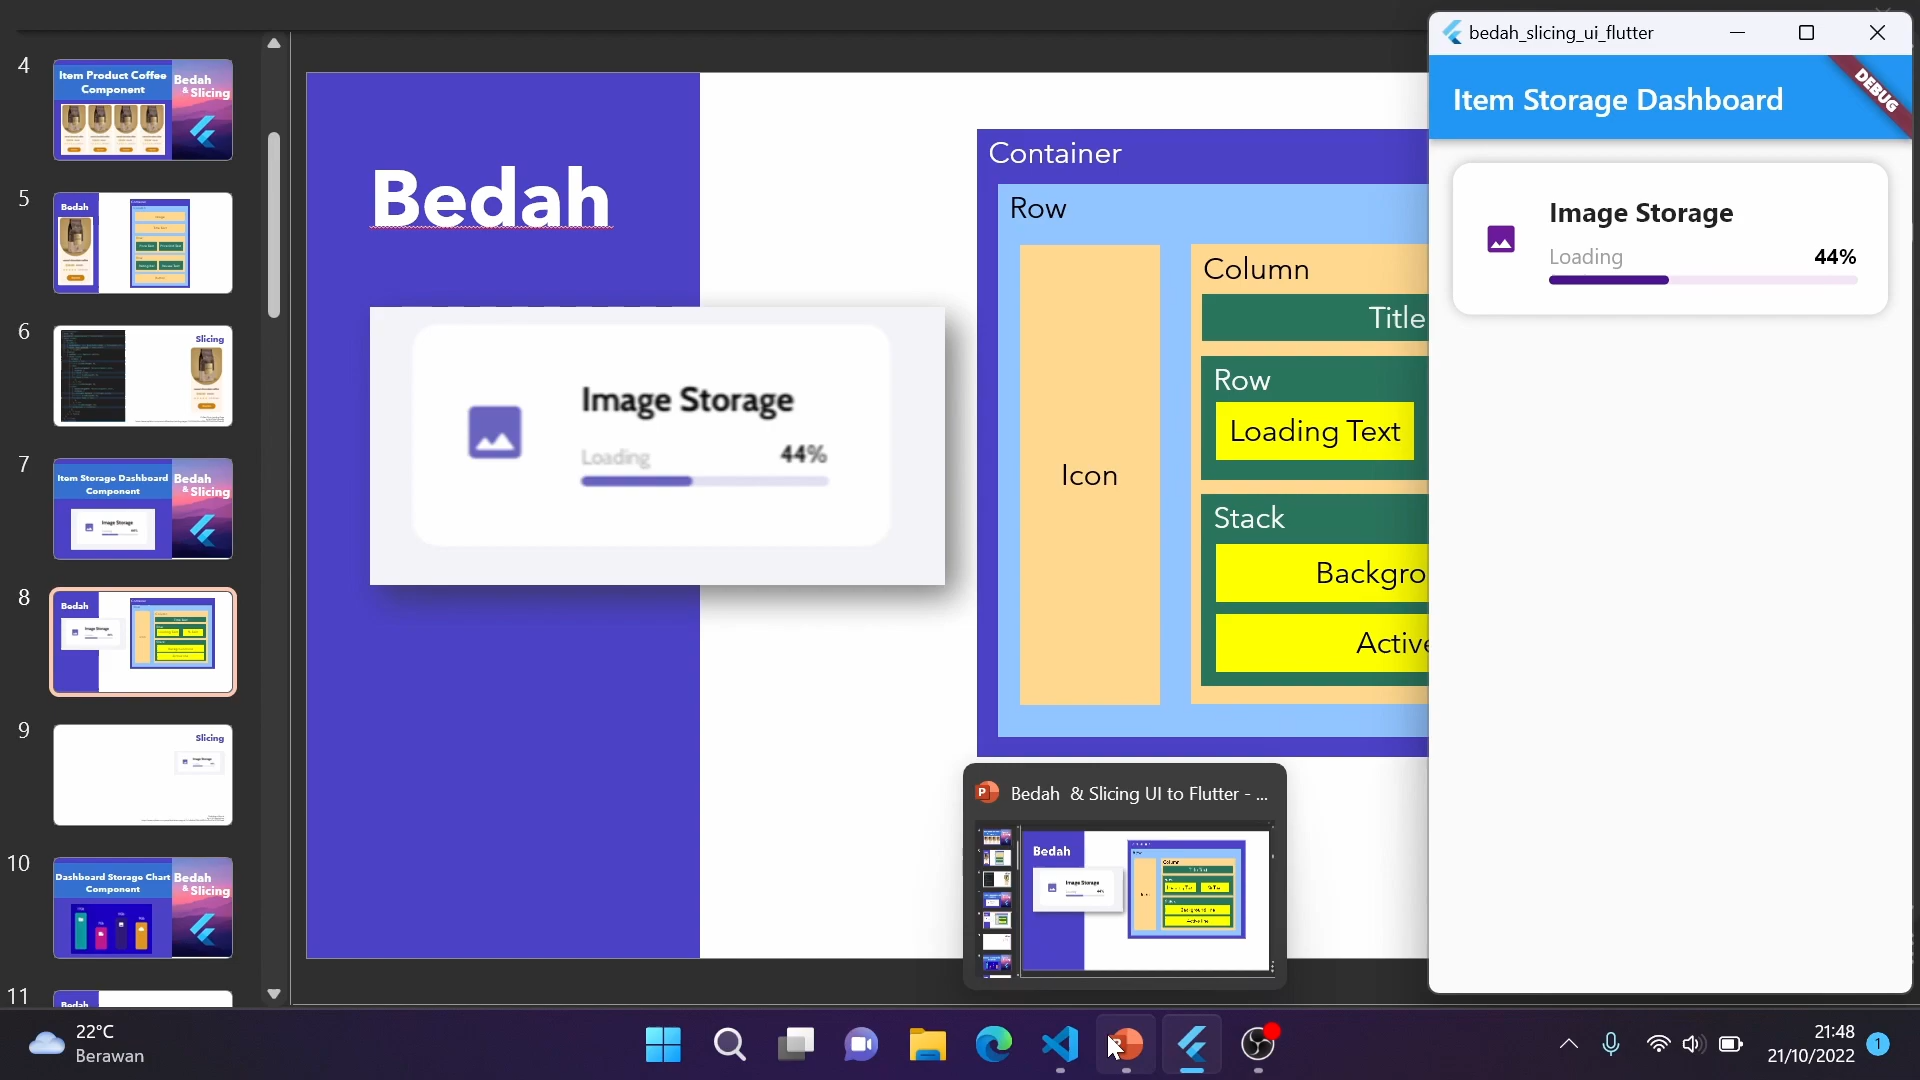 4
Item Product Coffee
Component
Bedah
& Slicing
5
Bedah
6
Slicing
7
Item Storage Dashboard
Component
Bedah
& Slicing
Image Storage
8
Bedah
9
Slicing
10
Dashboard Storage Chart
Component
Bedah
& Slicing
11
Bedah
Bedah
Image Storage
Loading
44%
Container
Row
Icon
Column
Title
Row
Loading Text
Stack
Backgro
Active
bedah_slicing_ui_flutter
Item Storage Dashboard
DEBUG
Image Storage
Loading
44%
Bedah & Slicing UI to Flutter - ...
Bedah
Image Storage
Column
22°C
Berawan
21:48
21/10/2022
1